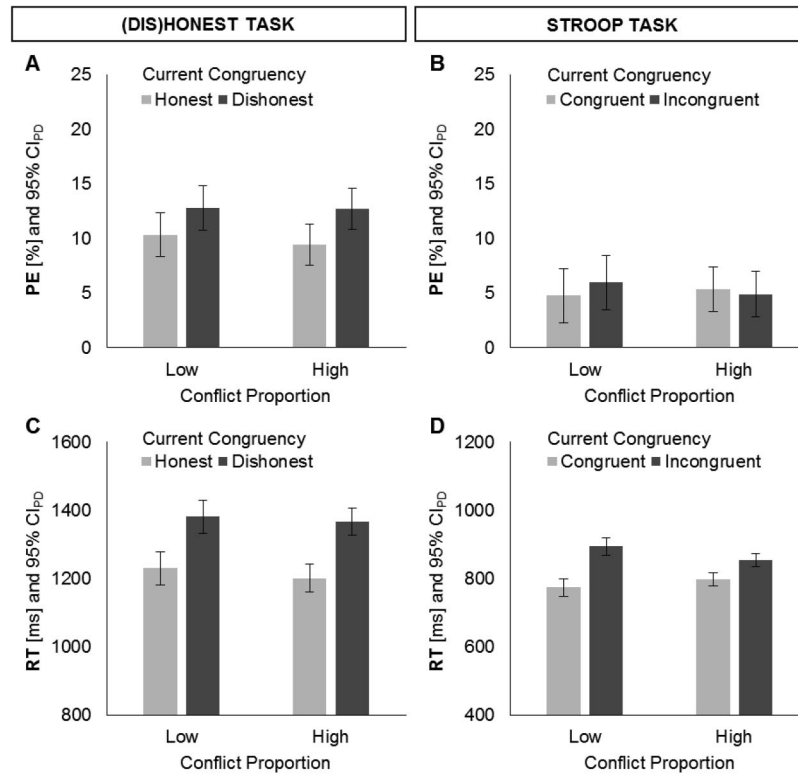 (DIS)HONEST TASK
STROOP TASK
A
Current Congruency
Honest Dishonest
PE [%] and 95% CIPD
25
20
15
10
5
0
Low High
Conflict Proportion
B
Current Congruency
Congruent Incongruent
PE [%] and 95% CIPD
25
20
15
10
5
0
Low High
Conflict Proportion
C
Current Congruency
Honest Dishonest
RT [ms] and 95% CIPD
1600
1400
1200
1000
800
Low High
Conflict Proportion
D
Current Congruency
Congruent Incongruent
RT [ms] and 95% CIPD
1200
1000
800
600
400
Low High
Conflict Proportion